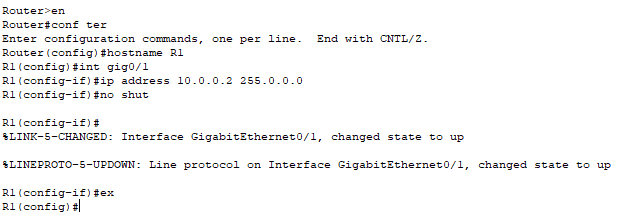 Router>en
Router#conf ter
Enter configuration commands, one per line.  End with CNTL/Z.
Router(config)#hostname R1
R1(config)#int gig0/1
R1(config-if)#ip address 10.0.0.2 255.0.0.0
R1(config-if)#no shut
R1(config-if)#
%LINK-5-CHANGED: Interface GigabitEthernet0/1, changed state to up
%LINEPROTO-5-UPDOWN: Line protocol on Interface GigabitEthernet0/1, changed state to up
R1(config-if)#ex
R1(config)#